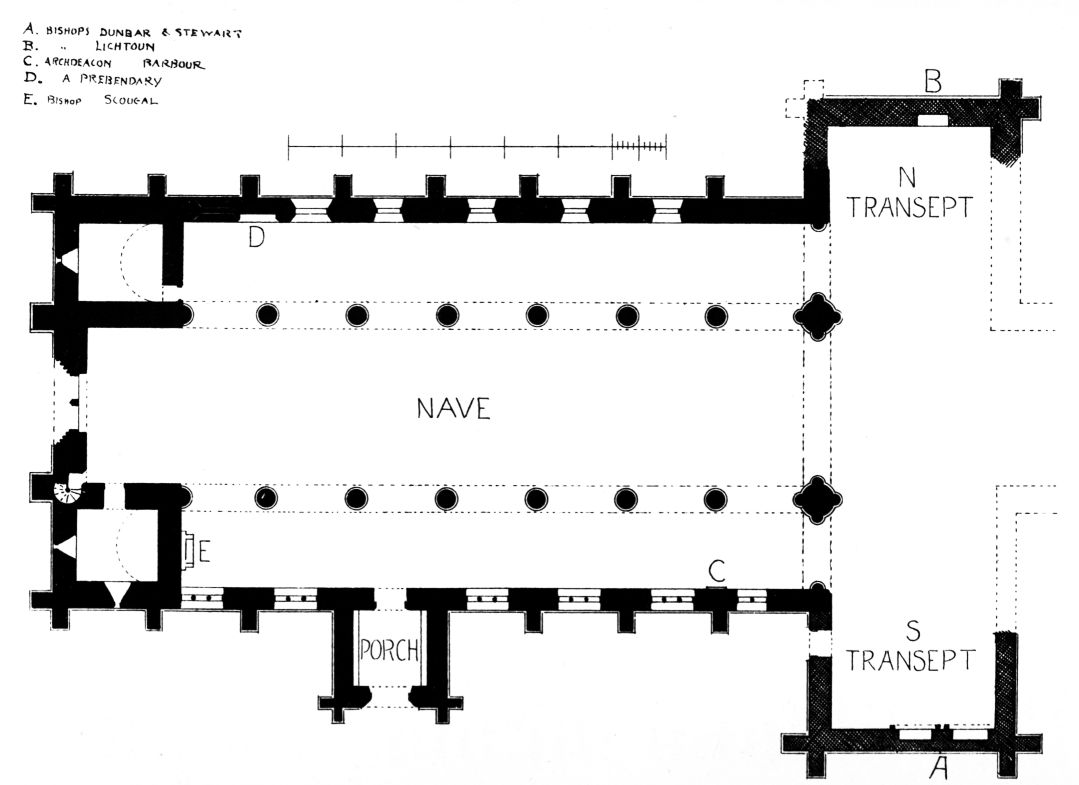 A. BISHOPS DUNBAR & STEWART
B. " LICHTOUN
C. ARCHDEACON BARBOUR
D. A PREBENDARY
E. BISHOP SCOUGAL
B
N
TRANSEPT
D
NAVE
E
C
PORCH
S
TRANSEPT
A